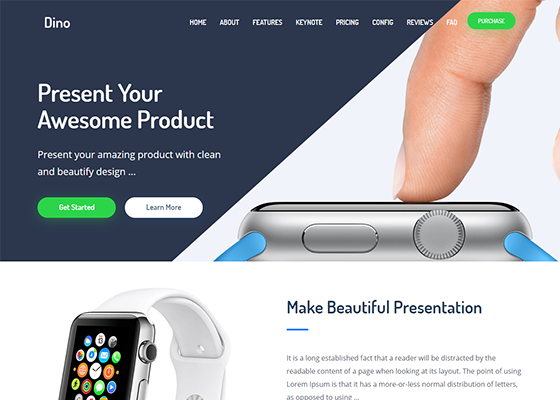 Dino
HOME ABOUT FEATURES KEYNOTE PRICING CONFIG REVIEWS FAQ PURCHASE
Present Your
Awesome Product
Present your amazing product with clean
and beautify design ...
Get Started Learn More
Make Beautiful Presentation
It is a long established fact that a reader will be distracted by the
readable content of a page when looking at its layout. The point of using
Lorem Ipsum is that it has a more-or-less normal distribution of letters,
as opposed to using ...